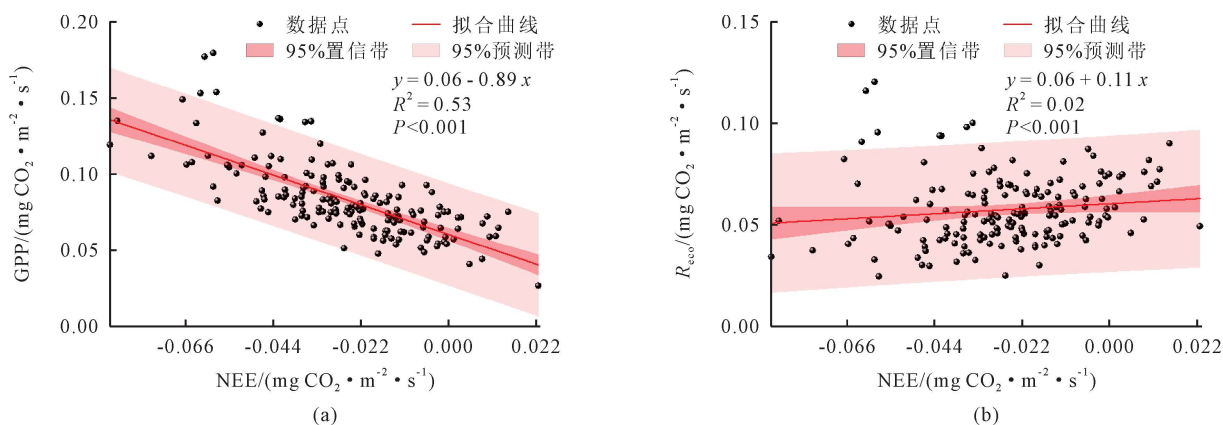 0.20
0.15
0.10
0.05
0.00
GPP/(mg CO₂·m⁻²·s⁻¹)
数据点 拟合曲线
95%置信带 95%预测带
y = 0.06 - 0.89 x
R² = 0.53
P<0.001
-0.066 -0.044 -0.022 0.000 0.022
NEE/(mg CO₂·m⁻²·s⁻¹)
(a)
0.15
0.10
0.05
0.00
R_eco/(mg CO₂·m⁻²·s⁻¹)
数据点 拟合曲线
95%置信带 95%预测带
y = 0.06 + 0.11 x
R² = 0.02
P<0.001
-0.066 -0.044 -0.022 0.000 0.022
NEE/(mg CO₂·m⁻²·s⁻¹)
(b)